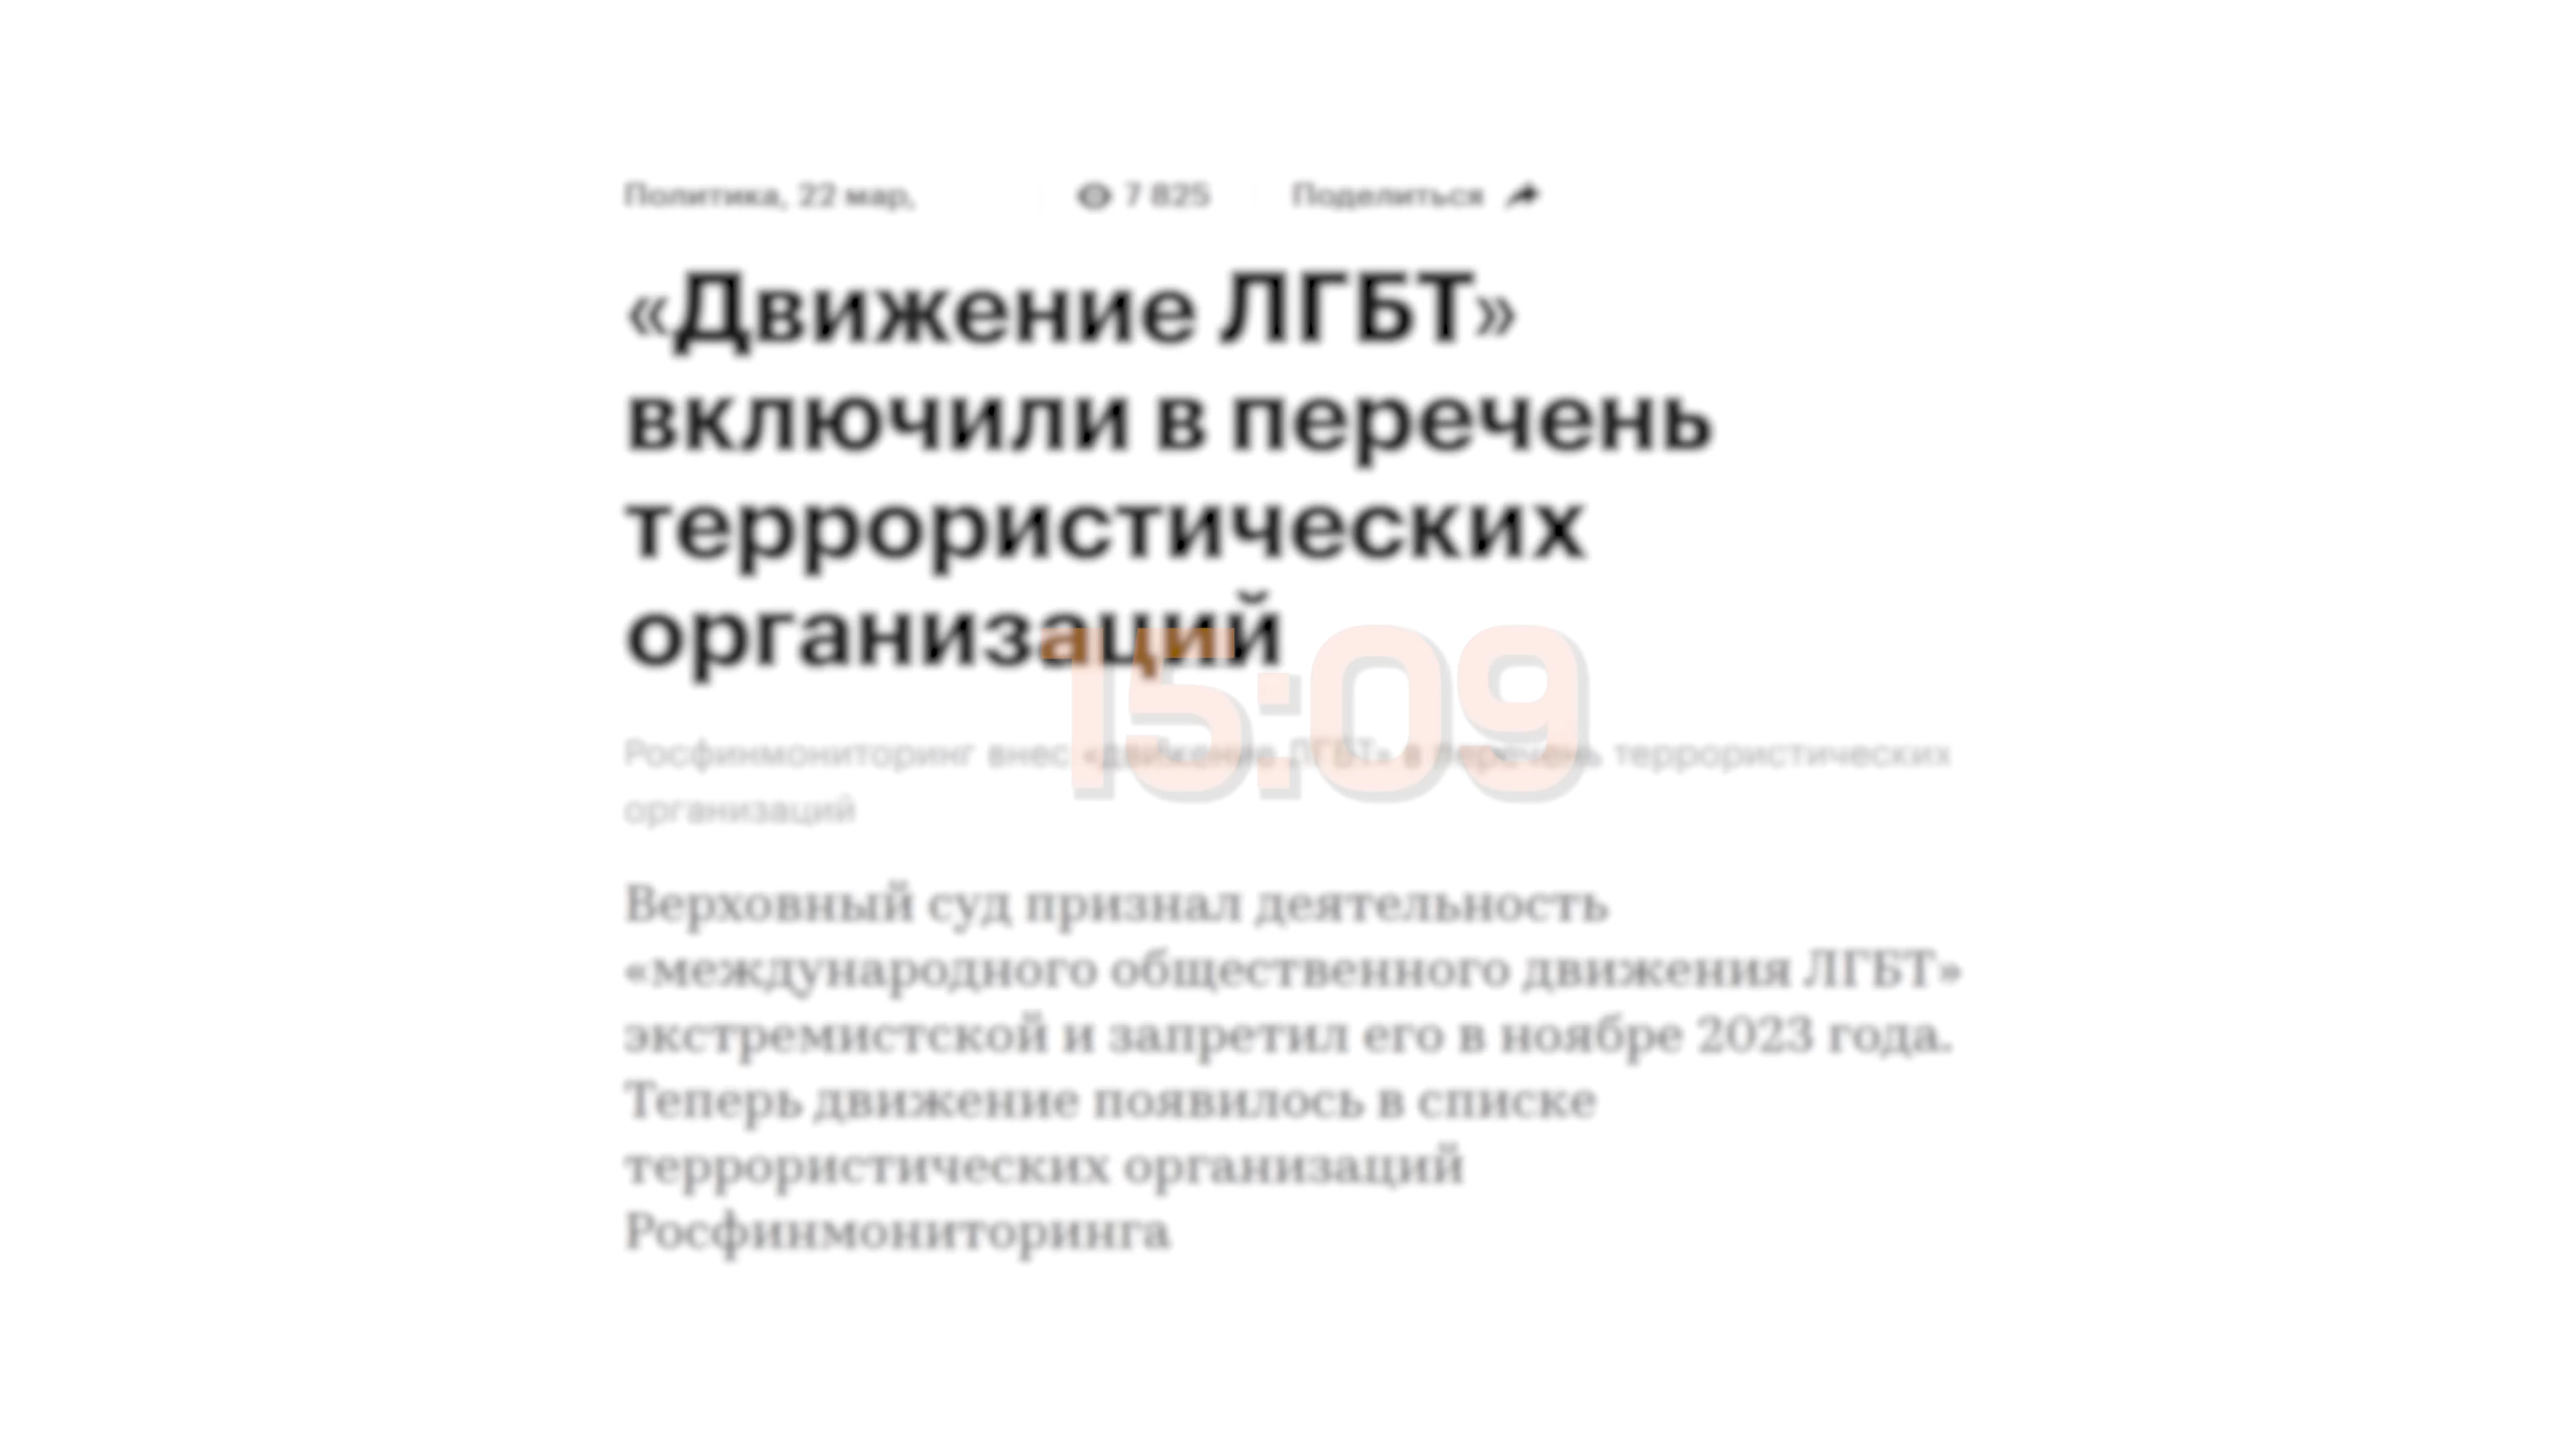 Политика, 22 мар, 7 825 Поделиться
«Движение ЛГБТ»
включили в перечень
террористических
организаций
15:09
Росфинмониторинг внес «движение ЛГБТ» в перечень террористических
организаций
Верховный суд признал деятельность
«международного общественного движения ЛГБТ»
экстремистской и запретил его в ноябре 2023 года.
Теперь движение появилось в списке
террористических организаций
Росфинмониторинга